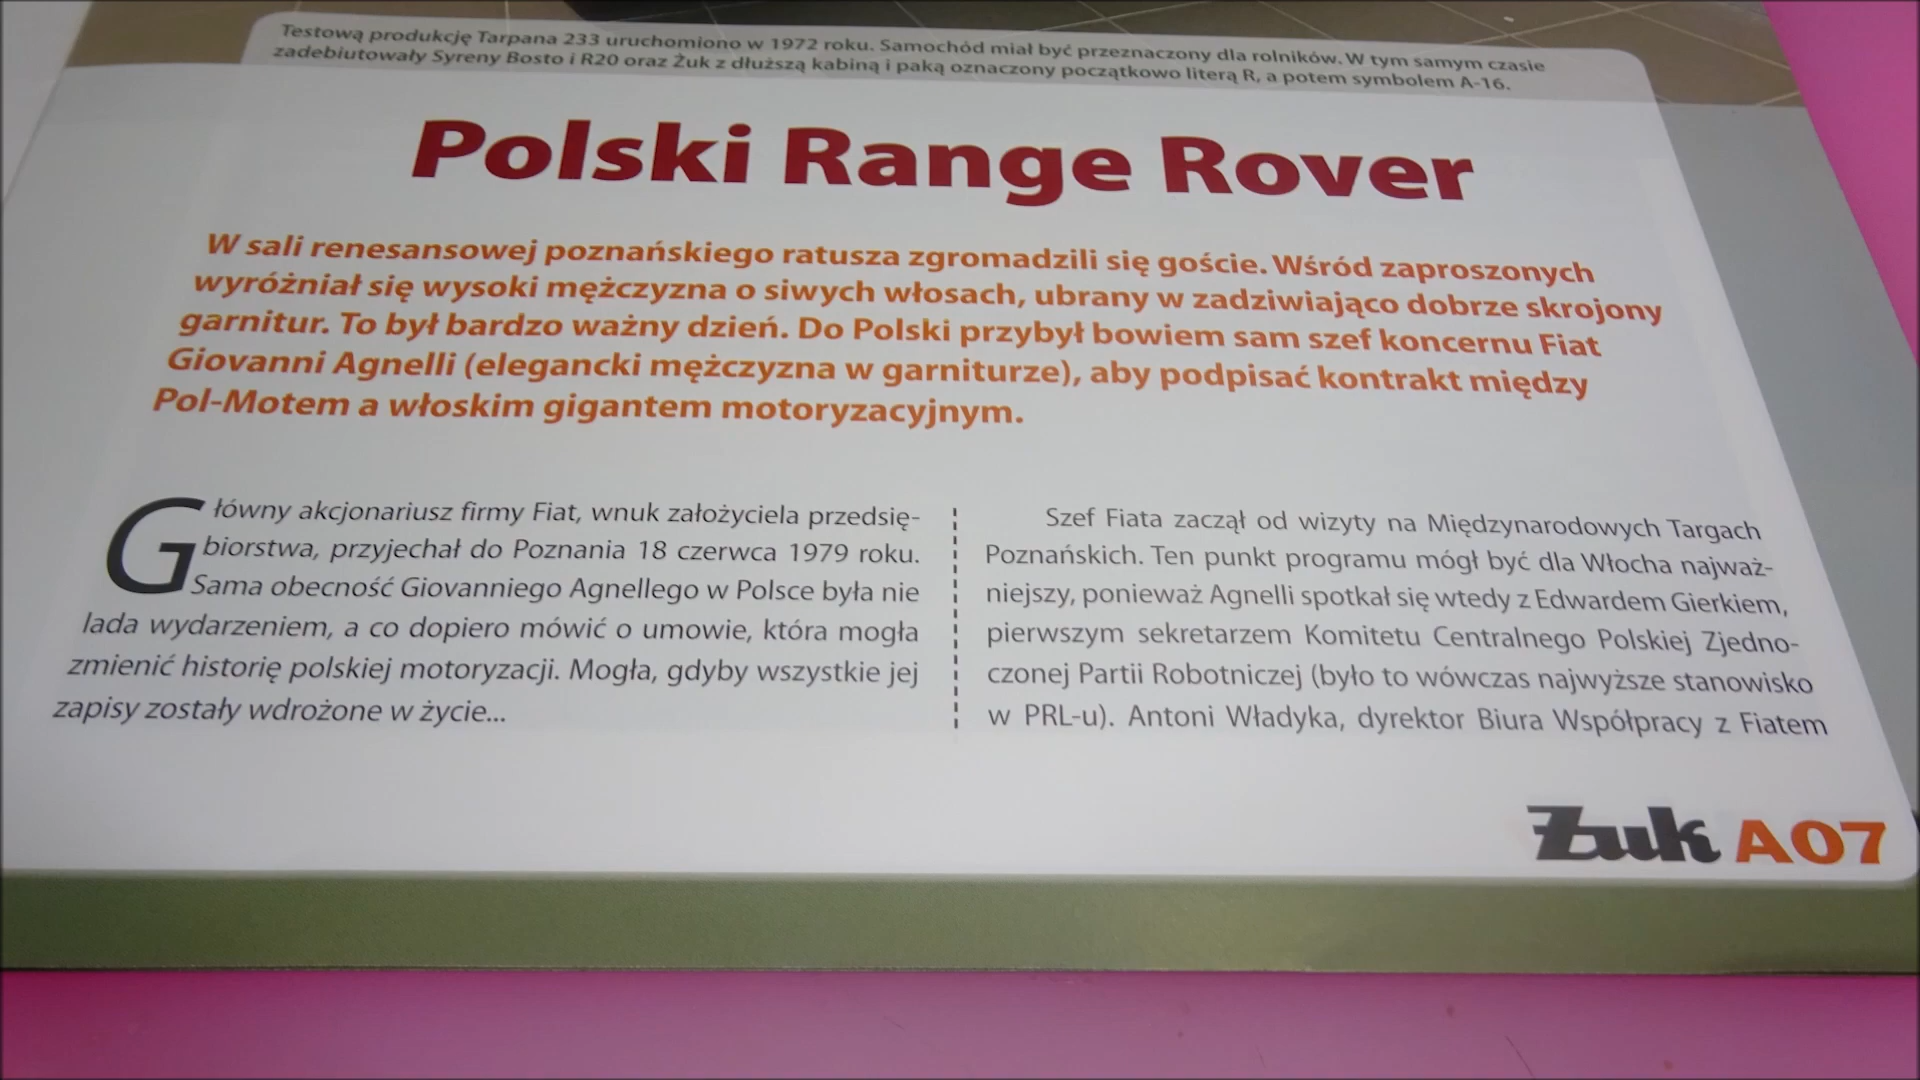 Testową produkcję Tarpana 233 uruchomiono w 1972 roku. Samochód miał być przeznaczony dla rolników. W tym samym czasie
zadebiutowały Syreny Bosto i R20 oraz Żuk z dłuższą kabiną i paką oznaczony początkowo literą R, a potem symbolem A-16.
Polski Range Rover
W sali renesansowej poznańskiego ratusza zgromadzili się goście. Wśród zaproszonych
wyróżniał się wysoki mężczyzna o siwych włosach, ubrany w zadziwiająco dobrze skrojony
garnitur. To był bardzo ważny dzień. Do Polski przybył bowiem sam szef koncernu Fiat
Giovanni Agnelli (elegancki mężczyzna w garniturze), aby podpisać kontrakt między
Pol-Motem a włoskim gigantem motoryzacyjnym.
Główny akcjonariusz firmy Fiat, wnuk założyciela przedsię-
biorstwa, przyjechał do Poznania 18 czerwca 1979 roku.
Sama obecność Giovanniego Agnellego w Polsce była nie
lada wydarzeniem, a co dopiero mówić o umowie, która mogła
zmienić historię polskiej motoryzacji. Mogła, gdyby wszystkie jej
zapisy zostały wdrożone w życie...
Szef Fiata zaczął od wizyty na Międzynarodowych Targach
Poznańskich. Ten punkt programu mógł być dla Włocha najważ-
niejszy, ponieważ Agnelli spotkał się wtedy z Edwardem Gierkiem,
pierwszym sekretarzem Komitetu Centralnego Polskiej Zjedno-
czonej Partii Robotniczej (było to wówczas najwyższe stanowisko
w PRL-u). Antoni Władyka, dyrektor Biura Współpracy z Fiatem
Żuk A07